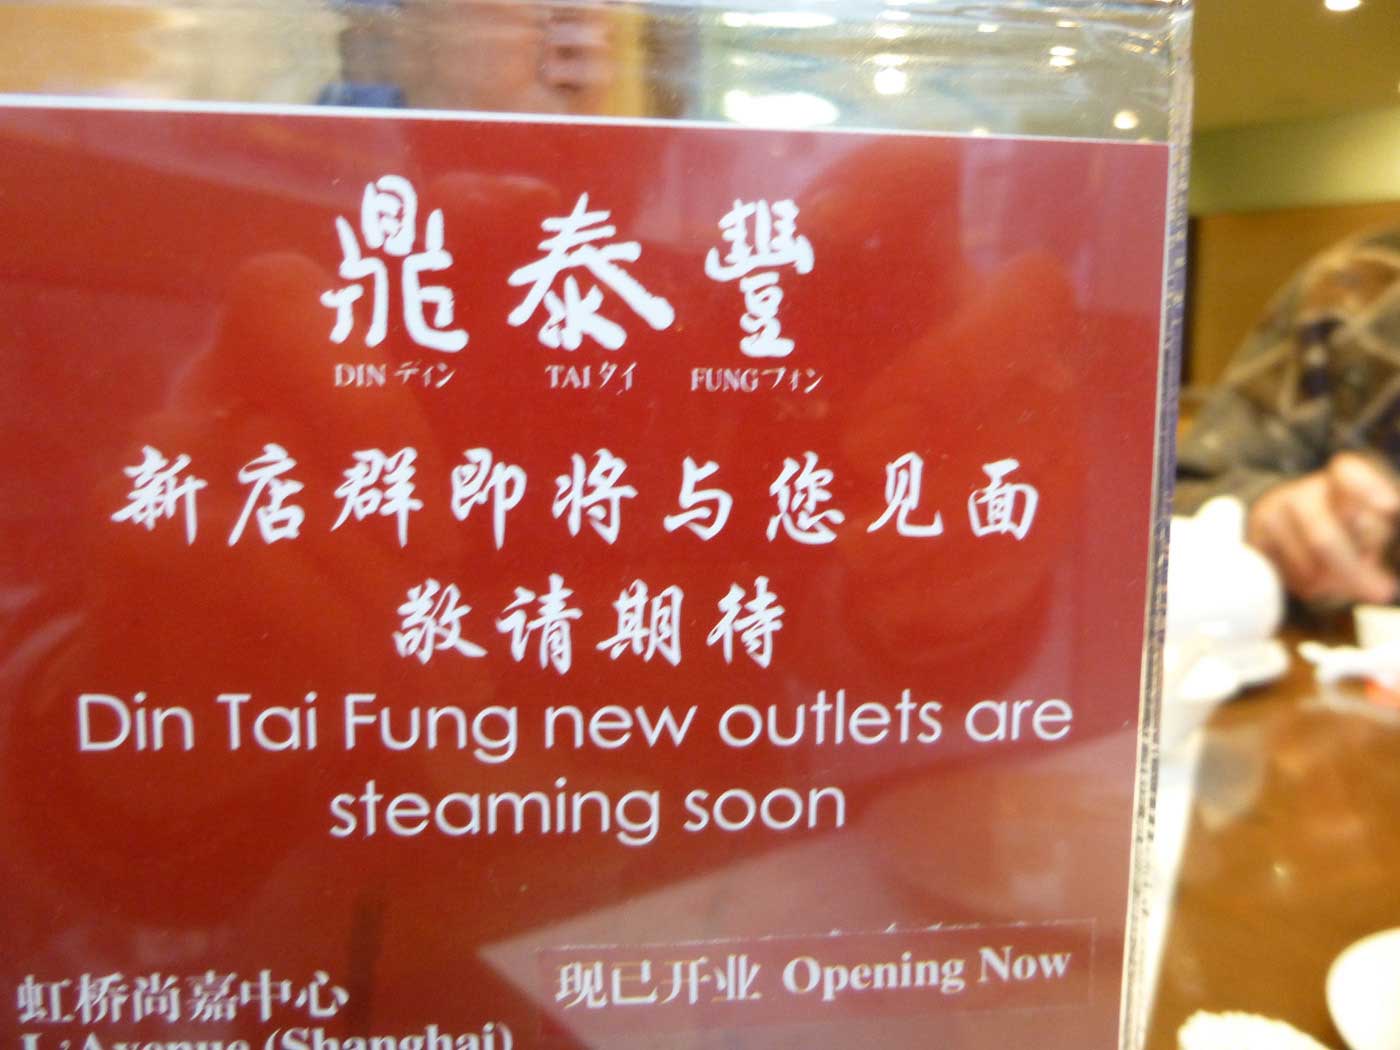 鼎泰豐
DIN ディン TAI タイ FUNG フォン
新店群即将与您见面
敬请期待
Din Tai Fung new outlets are
steaming soon
现已开业 Opening Now
虹桥尚嘉中心
L'Avenue (Shanghai)